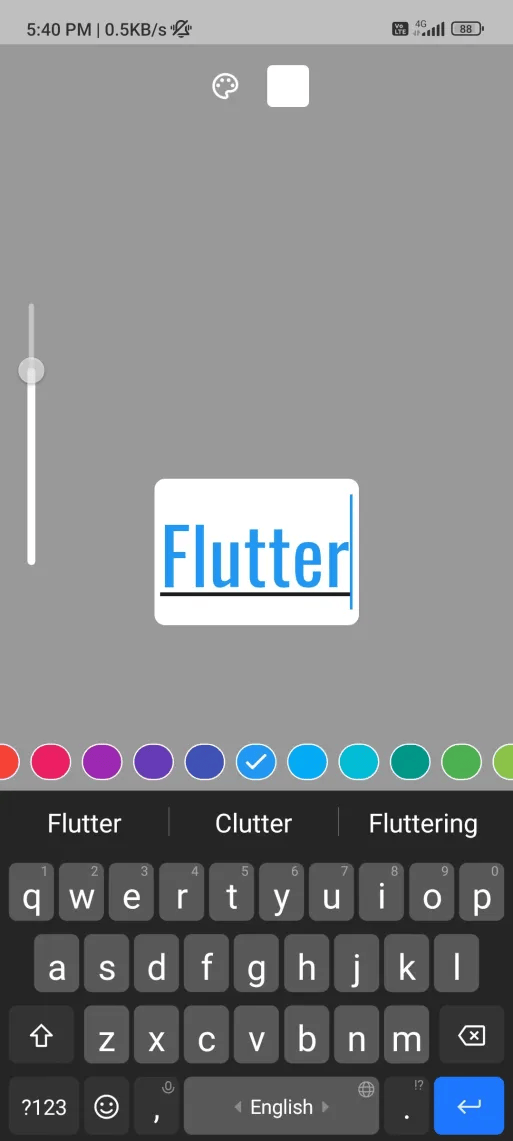 5:40 PM | 0.5KB/s
Vo LTE 4G 88
Flutter
Flutter Clutter Fluttering
1 2 3 4 5 6 7 8 9 0
q w e r t y u i o p
a s d f g h j k l
z x c v b n m
!?
?123 , English .